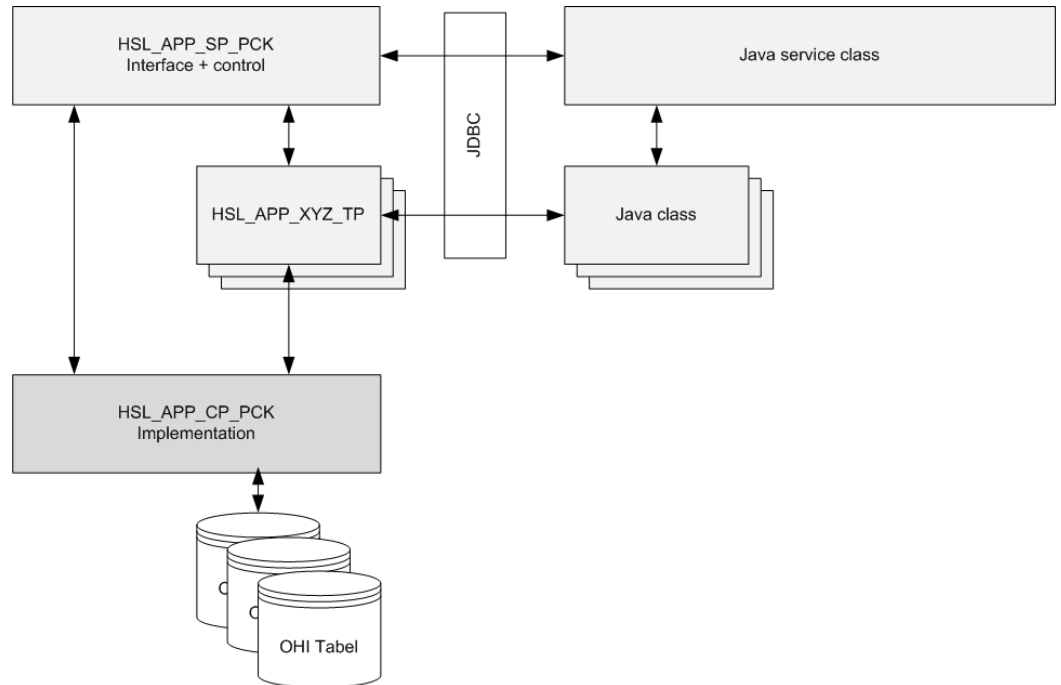 HSL_APP_SP_PCK
Interface + control
Java service class
JDBC
HSL_APP_XYZ_TP
Java class
HSL_APP_CP_PCK
Implementation
OHI Tabel